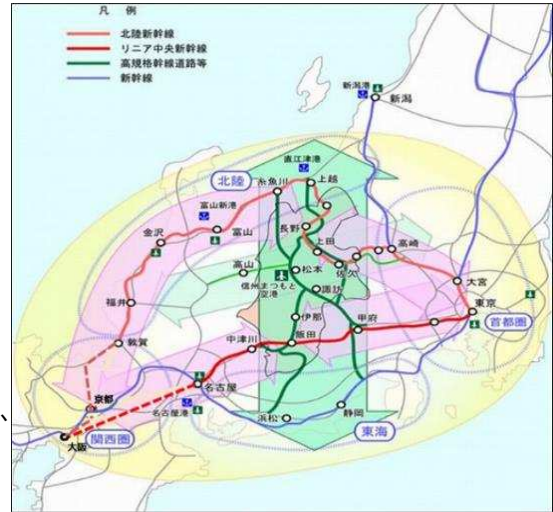 凡 例
北陸新幹線
リニア中央新幹線
高規格幹線道路等
新幹線
新潟港
新潟
直江津港
北陸
糸魚川
上越
富山新港
金沢
富山
長野
上田
高崎
高山
松本
佐久
信州まつもと
空港
諏訪
大宮
福井
東京
伊那
甲府
首都圏
敦賀
中津川
飯田
名古屋
京都
名古屋港
浜松
静岡
関西圏
東海
大阪
、